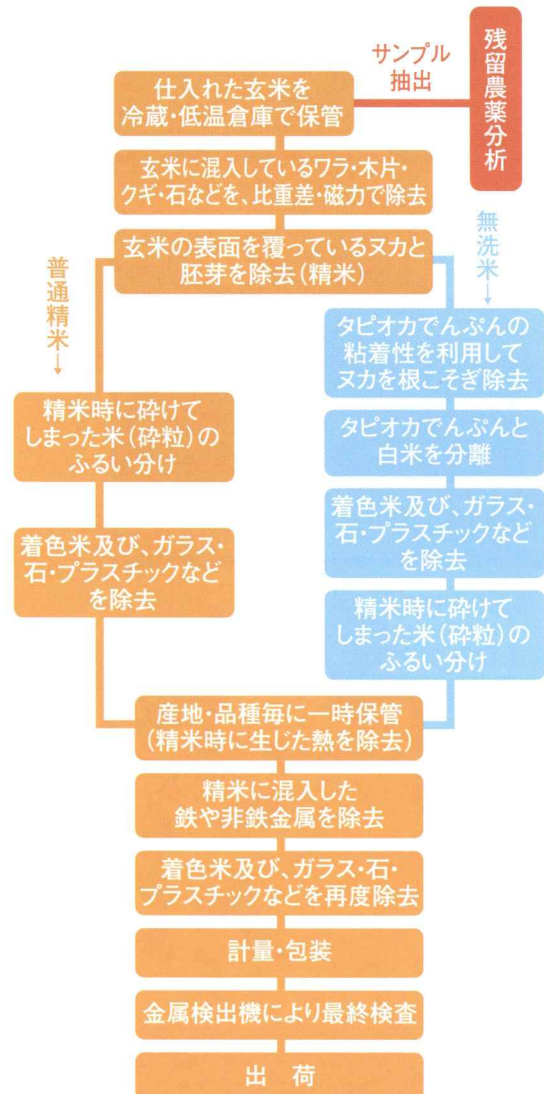 サンプル
抽出
残留農薬分析
仕入れた玄米を
冷蔵・低温倉庫で保管
玄米に混入しているワラ・木片・
クギ・石などを、比重差・磁力で除去
玄米の表面を覆っているヌカと
胚芽を除去(精米)
普通精米→
精米時に砕けて
しまった米(砕粒)の
ふるい分け
着色米及び、ガラス・
石・プラスチックなど
を除去
無洗米→
タピオカでんぷんの
粘着性を利用して
ヌカを根こそぎ除去
タピオカでんぷんと
白米を分離
着色米及び、ガラス・
石・プラスチックなど
を除去
精米時に砕けて
しまった米(砕粒)の
ふるい分け
産地・品種毎に一時保管
(精米時に生じた熱を除去)
精米に混入した
鉄や非鉄金属を除去
着色米及び、ガラス・石・
プラスチックなどを再度除去
計量・包装
金属検出機により最終検査
出 荷